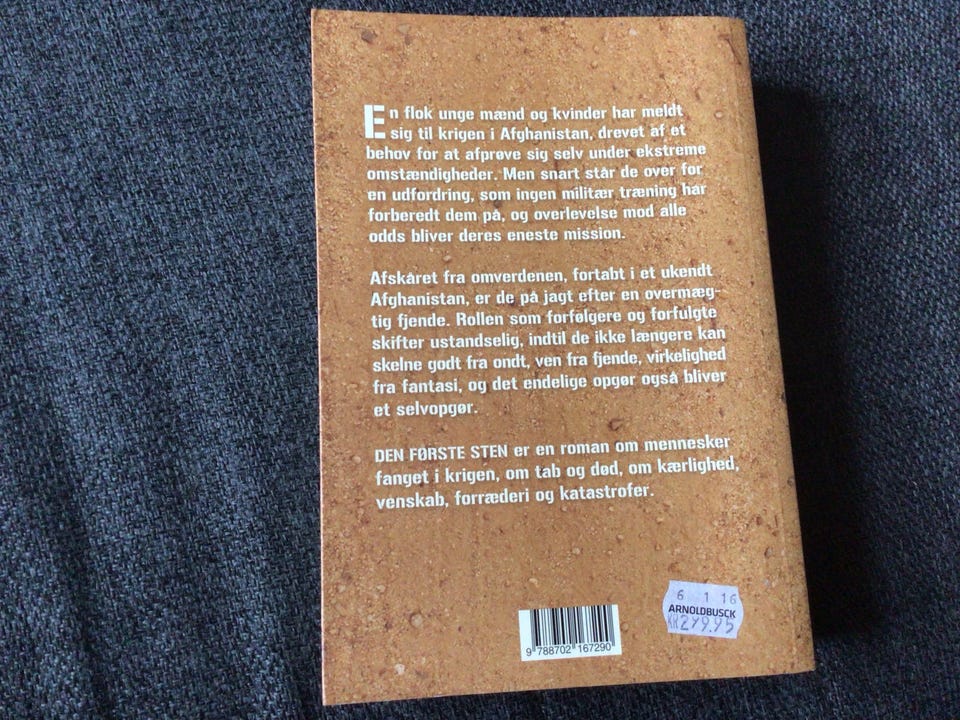 En flok unge mænd og kvinder har meldt
sig til krigen i Afghanistan, drevet af et
behov for at afprøve sig selv under ekstreme
omstændigheder. Men snart står de over for
en udfordring, som ingen militær træning har
forberedt dem på, og overlevelse mod alle
odds bliver deres eneste mission.
Afskåret fra omverdenen, fortabt i et ukendt
Afghanistan, er de på jagt efter en overmæg-
tig fjende. Rollen som forfølgere og forfulgte
skifter ustandselig, indtil de ikke længere kan
skelne godt fra ondt, ven fra fjende, virkelighed
fra fantasi, og det endelige opgør også bliver
et selvopgør.
DEN FØRSTE STEN er en roman om mennesker
fanget i krigen, om tab og død, om kærlighed,
venskab, forræderi og katastrofer.
6 1 16
ARNOLDBUSCK
KR299.95
9 788702 167290